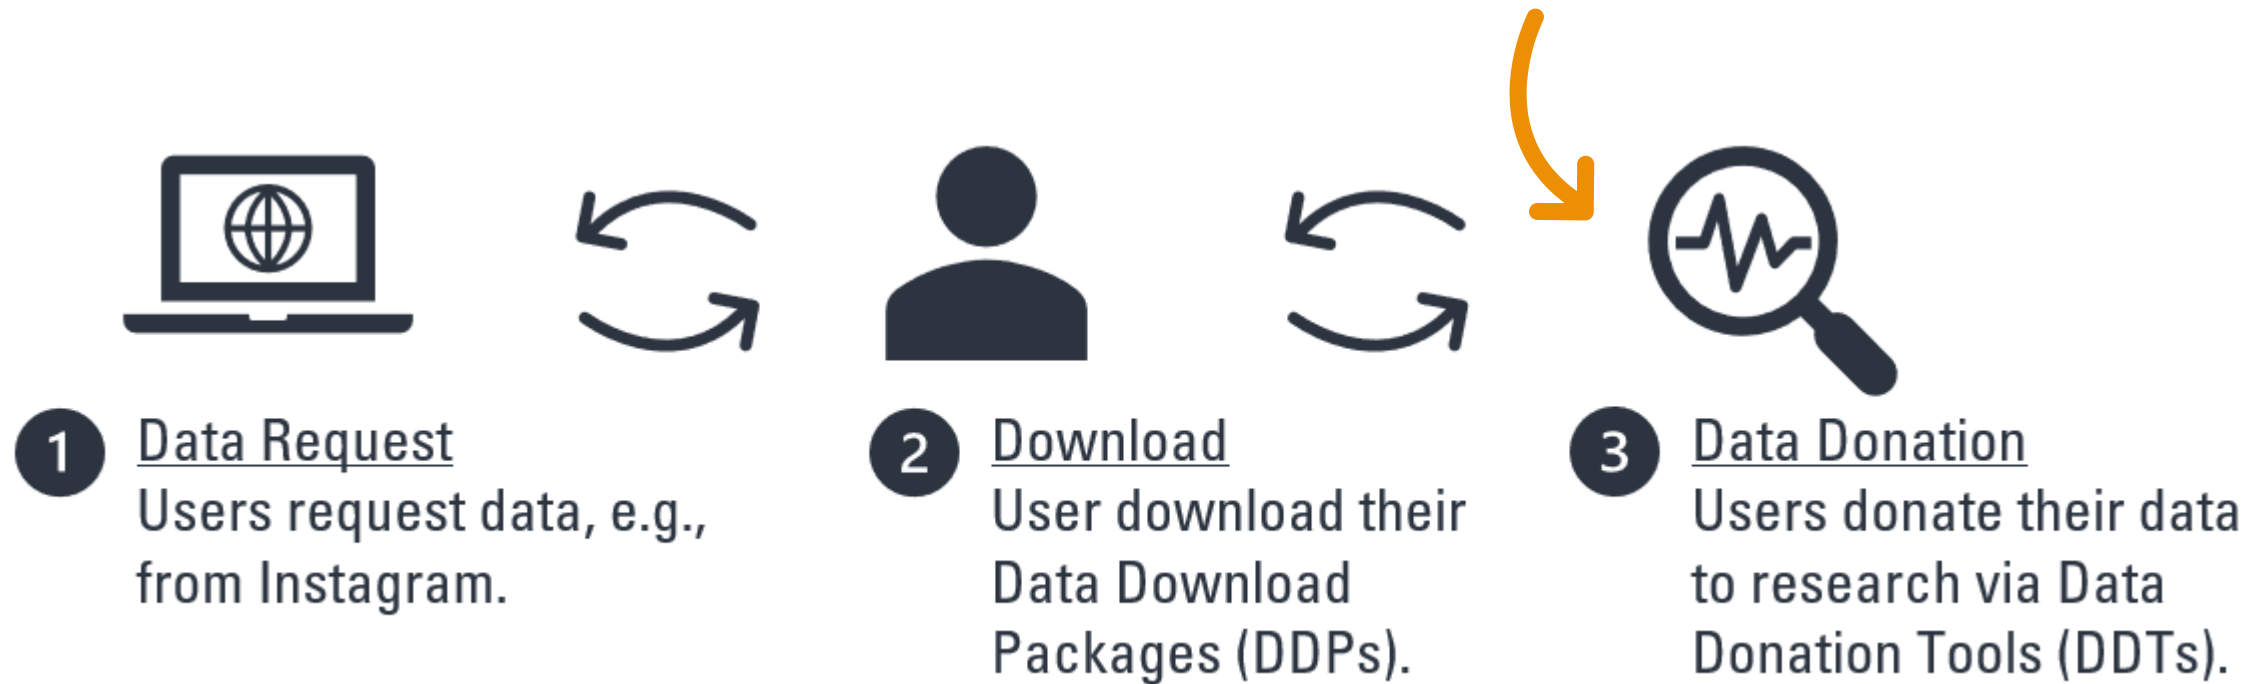 1
Data Request
Users request data, e.g.,
from Instagram.
2
Download
User download their
Data Download
Packages (DDPs).
3
Data Donation
Users donate their data
to research via Data
Donation Tools (DDTs).